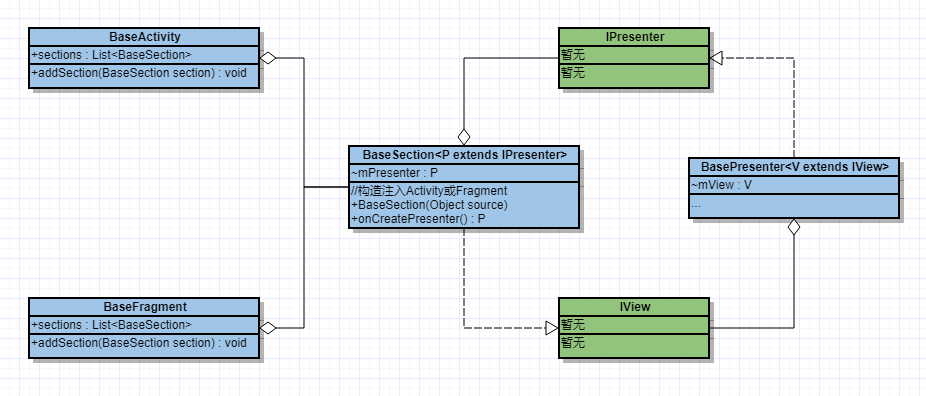 BaseActivity
+sections : List<BaseSection>
+addSection(BaseSection section) : void
IPresenter
暂无
暂无
BaseSection<P extends IPresenter>
~mPresenter : P
//构造注入Activity或Fragment
+BaseSection(Object source)
+onCreatePresenter() : P
BasePresenter<V extends IView>
~mView : V
...
BaseFragment
+sections : List<BaseSection>
+addSection(BaseSection section) : void
IView
暂无
暂无